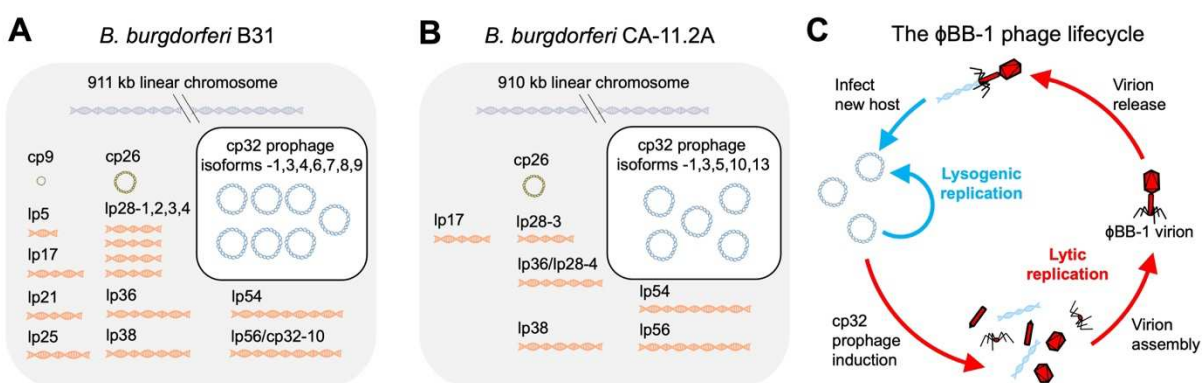 A
B. burgdorferi B31
911 kb linear chromosome
cp9
cp26
cp32 prophage
isoforms -1,3,4,6,7,8,9
lp5
lp28-1,2,3,4
lp17
lp21
lp36
lp54
lp25
lp38
lp56/cp32-10
B
B. burgdorferi CA-11.2A
910 kb linear chromosome
cp26
cp32 prophage
isoforms -1,3,5,10,13
lp17
lp28-3
lp36/lp28-4
lp54
lp38
lp56
C
The ϕBB-1 phage lifecycle
Infect
new host
Virion
release
Lysogenic
replication
ϕBB-1 virion
Lytic
replication
cp32
prophage
induction
Virion
assembly